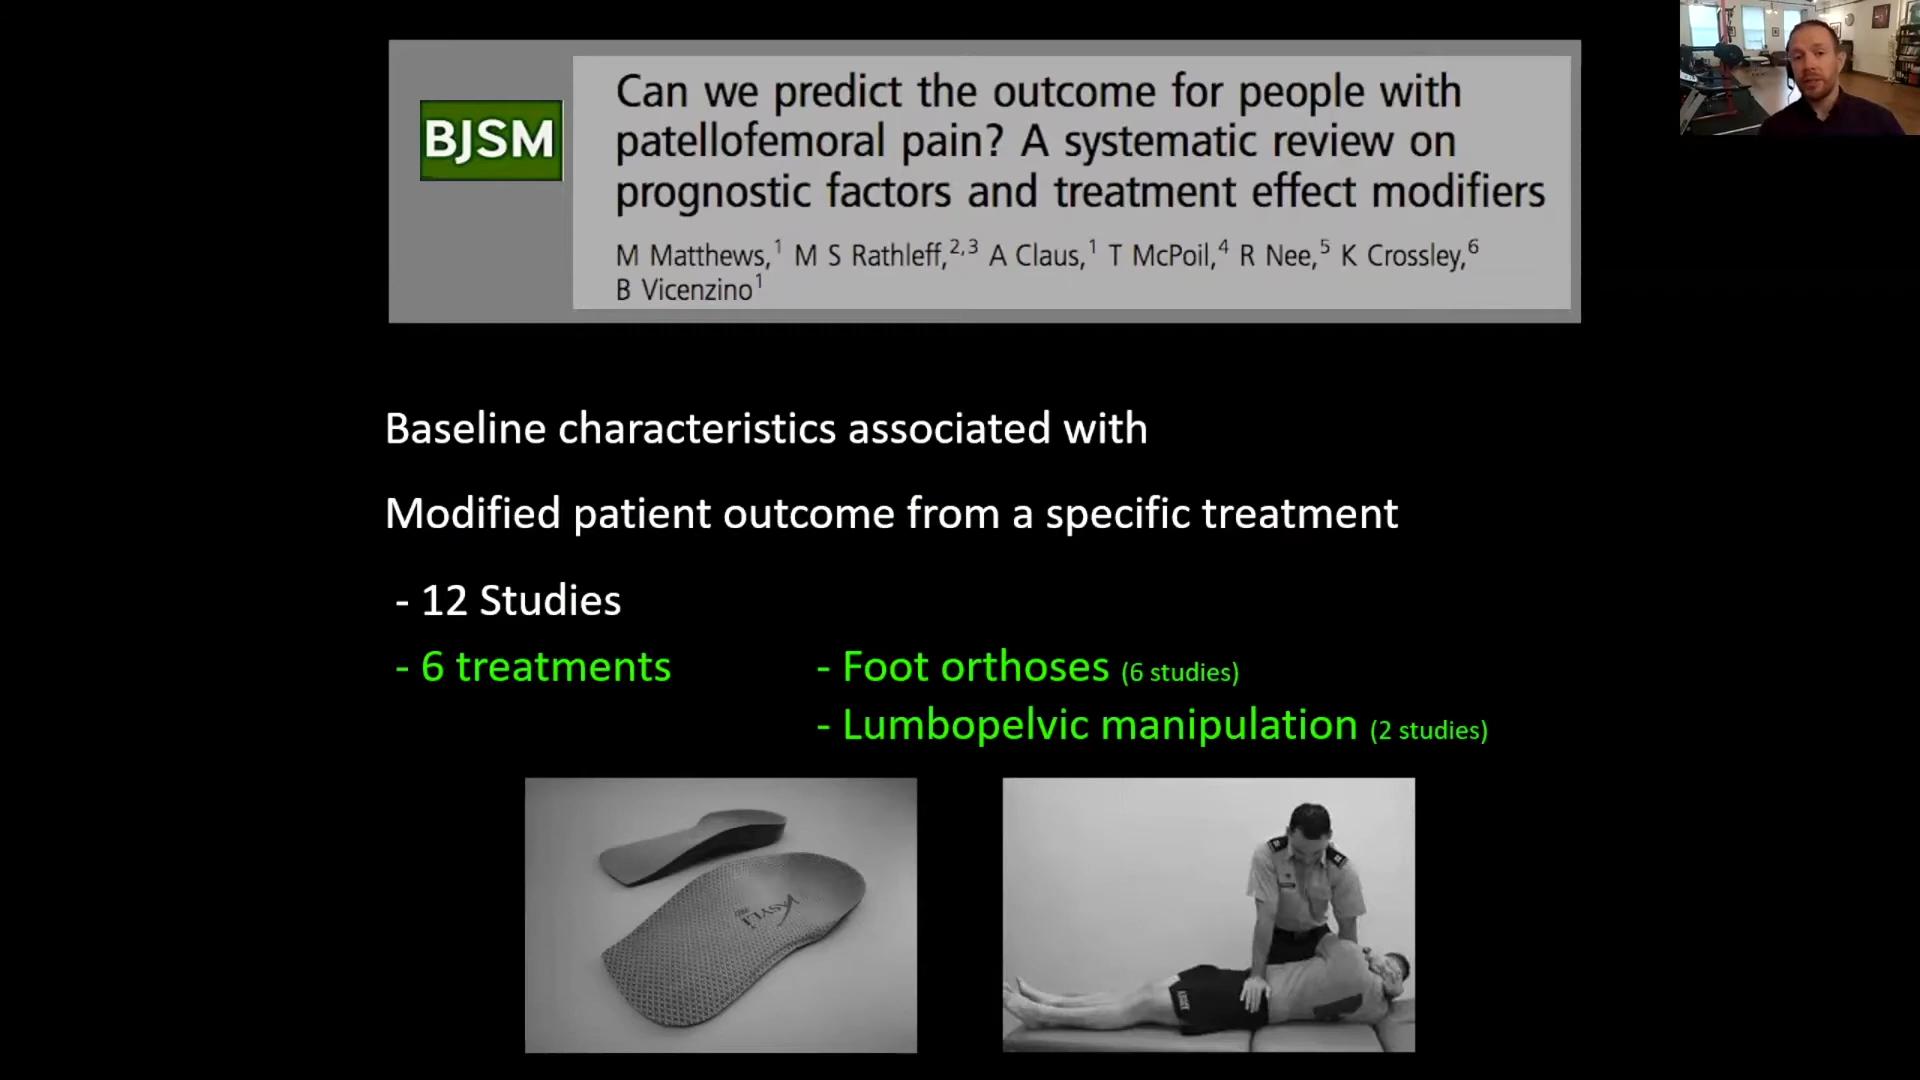 BJSM
Can we predict the outcome for people with
patellofemoral pain? A systematic review on
prognostic factors and treatment effect modifiers
M Matthews,¹ M S Rathleff,²,³ A Claus,¹ T McPoil,⁴ R Nee,⁵ K Crossley,⁶
B Vicenzino¹
Baseline characteristics associated with
Modified patient outcome from a specific treatment
- 12 Studies
- 6 treatments
- Foot orthoses (6 studies)
- Lumbopelvic manipulation (2 studies)
VASYLI